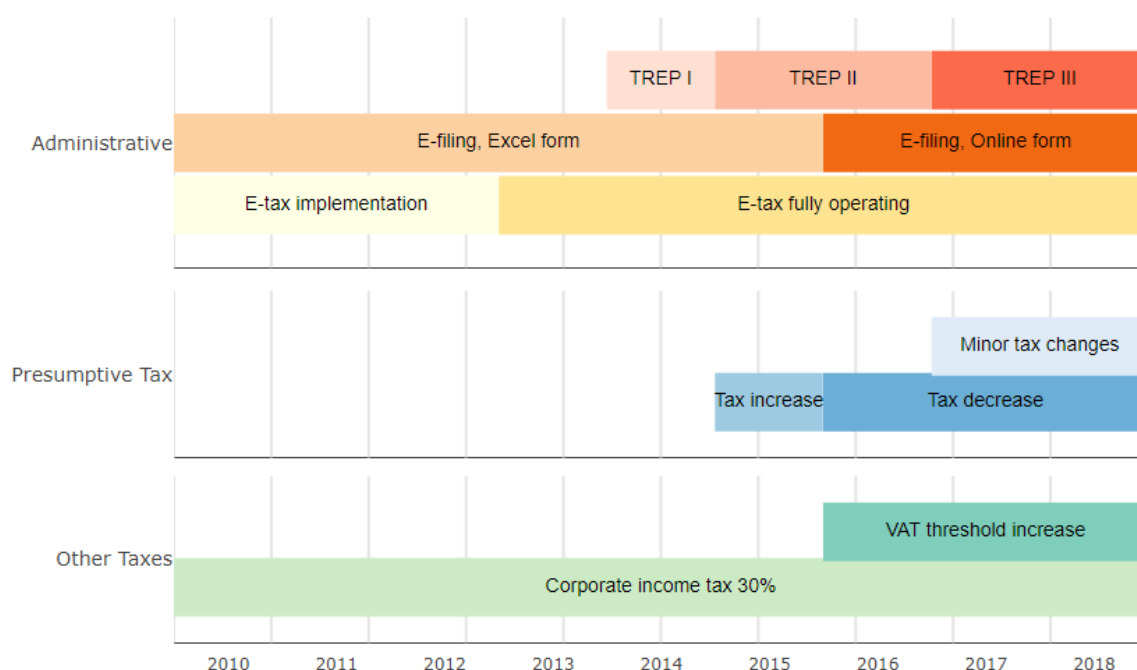 TREP I TREP II TREP III
Administrative
E-filing, Excel form E-filing, Online form
E-tax implementation E-tax fully operating
Minor tax changes
Presumptive Tax
Tax increase Tax decrease
VAT threshold increase
Other Taxes
Corporate income tax 30%
2010 2011 2012 2013 2014 2015 2016 2017 2018